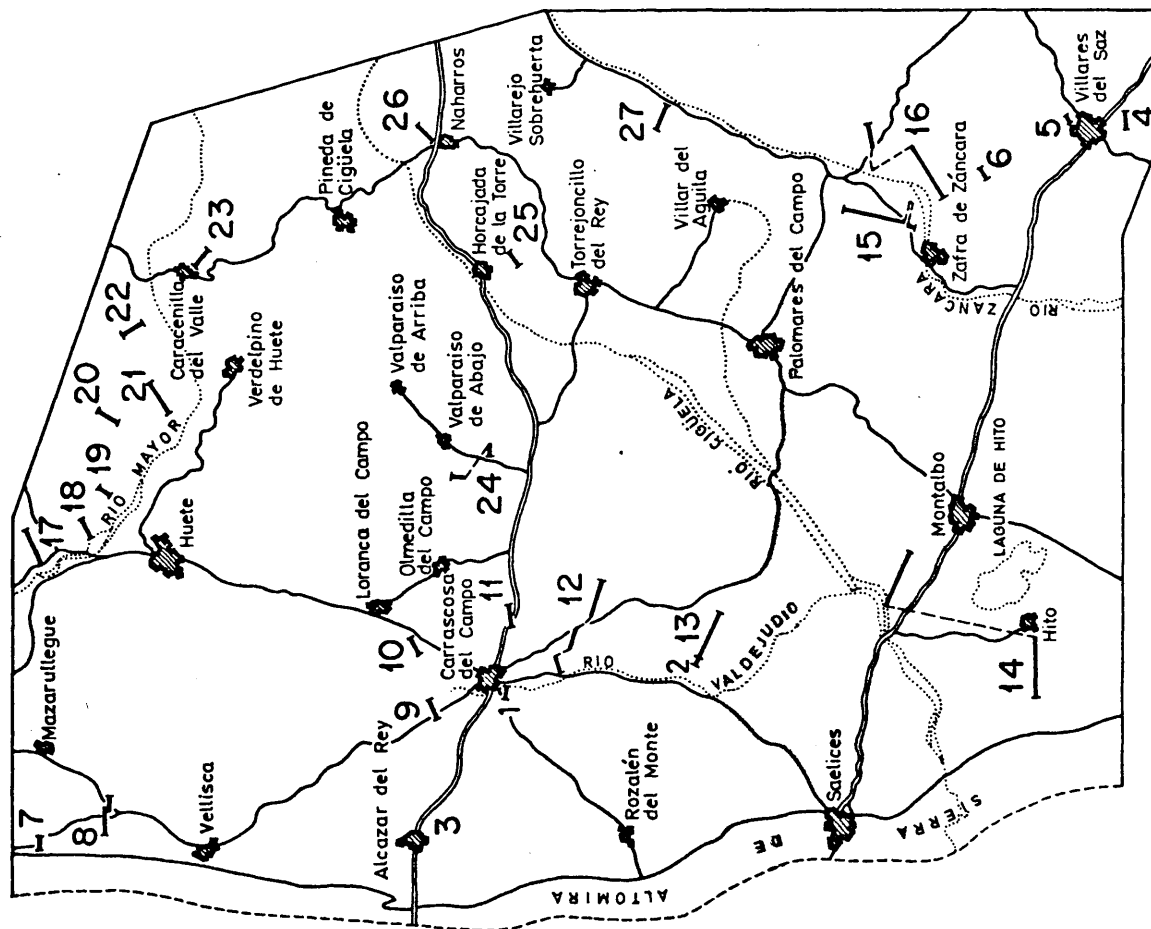 7
8
Mazarullegue
Vellisca
Alcazar del Rey
3
9
10
Carrascosa
del Campo
1
11
12
Rozalén
del Monte
2
13
RIO
VALDEJUDIO
Saelices
SIERRA
DE
ALTOMIRA
14
Hito
LAGUNA DE HITO
Montalbo
17
18
19
20
21
22
23
RIO MAYOR
Huete
Caracenilla
del Valle
Verdelpino
de Huete
Loranca del Campo
Olmedilla
del Campo
24
Valparaiso
de Arriba
Valparaiso
de Abajo
Pineda de
Cigüela
26
Naharros
Horcajada
de la Torre
25
Torrejoncillo
del Rey
Villarejo
Sobrehuerta
27
Villar del
Aquila
RIO CIGÜELA
Palomares del Campo
15
16
Zafra de Záncara
RIO ZANCARA
6
5
Villares
del Saz
4